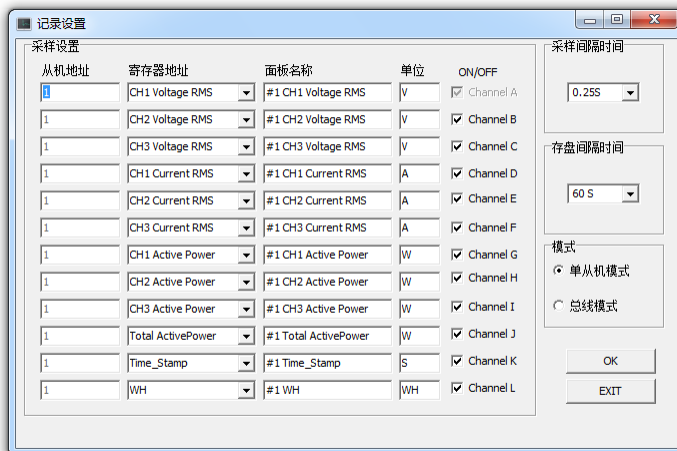 记录设置
采样设置
从机地址 寄存器地址 面板名称 单位 ON/OFF
1 CH1 Voltage RMS #1 CH1 Voltage RMS V Channel A
1 CH2 Voltage RMS #1 CH2 Voltage RMS V Channel B
1 CH3 Voltage RMS #1 CH3 Voltage RMS V Channel C
1 CH1 Current RMS #1 CH1 Current RMS A Channel D
1 CH2 Current RMS #1 CH2 Current RMS A Channel E
1 CH3 Current RMS #1 CH3 Current RMS A Channel F
1 CH1 Active Power #1 CH1 Active Power W Channel G
1 CH2 Active Power #1 CH2 Active Power W Channel H
1 CH3 Active Power #1 CH3 Active Power W Channel I
1 Total ActivePower #1 Total ActivePower W Channel J
1 Time_Stamp #1 Time_Stamp S Channel K
1 WH #1 WH WH Channel L
采样间隔时间
0.25S
存盘间隔时间
60 S
模式
单从机模式
总线模式
OK
EXIT